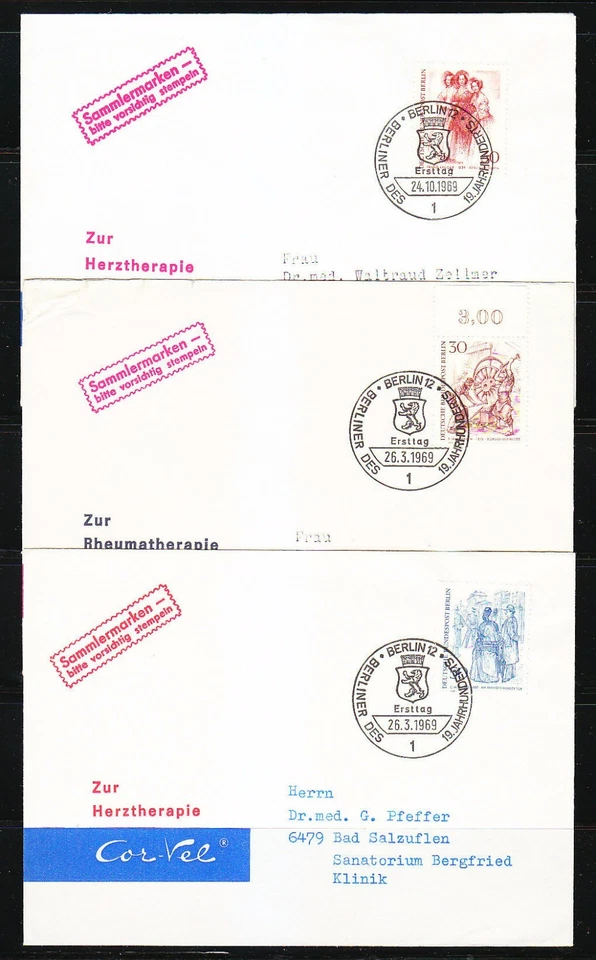 Sammlermarken —
bitte vorsichtig stempeln
POST BERLIN
BERLIN 12
BERLINER DES 19. JAHRHUNDERTS
Ersttag
24.10.1969
1
Zur
Herztherapie
Frau
Dr.med. Waltraud Zellmer
Sammlermarken —
bitte vorsichtig stempeln
3,00
30
DEUTSCHE BUNDESPOST BERLIN
BERLIN 12
BERLINER DES 19. JAHRHUNDERTS
Ersttag
26.3.1969
1
Zur
Rheumatherapie
Frau
Sammlermarken —
bitte vorsichtig stempeln
DEUTSCHE BUNDESPOST BERLIN
BERLIN 12
BERLINER DES 19. JAHRHUNDERTS
Ersttag
26.3.1969
1
Zur
Herztherapie
Cor-Vel®
Herrn
Dr.med. G. Pfeffer
6479 Bad Salzuflen
Sanatorium Bergfried
Klinik